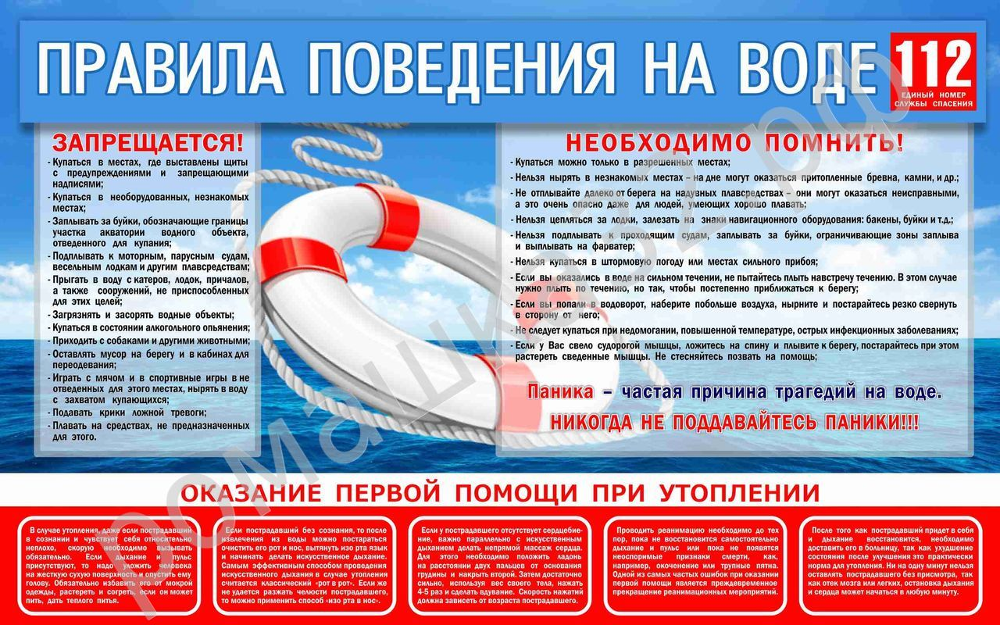 ПРАВИЛА ПОВЕДЕНИЯ НА ВОДЕ
112
ЕДИНЫЙ НОМЕР
СЛУЖБЫ СПАСЕНИЯ
ЗАПРЕЩАЕТСЯ!
- Купаться в местах, где выставлены щиты
с предупреждениями и запрещающими
надписями;
- Купаться в необорудованных, незнакомых
местах;
- Заплывать за буйки, обозначающие границы
участка акватории водного объекта,
отведенного для купания;
- Подплывать к моторным, парусным судам,
весельным лодкам и другим плавсредствам;
- Прыгать в воду с катеров, лодок, причалов,
а также сооружений, не приспособленных
для этих целей;
- Загрязнять и засорять водные объекты;
- Купаться в состоянии алкогольного опьянения;
- Приходить с собаками и другими животными;
- Оставлять мусор на берегу и в кабинах для
переодевания;
- Играть с мячом и в спортивные игры в не
отведенных для этого местах, нырять в воду
с захватом купающихся;
- Подавать крики ложной тревоги;
- Плавать на средствах, не предназначенных
для этого.
НЕОБХОДИМО ПОМНИТЬ!
- Купаться можно только в разрешенных местах;
- Нельзя нырять в незнакомых местах – на дне могут оказаться притопленные бревна, камни, и др.;
- Не отплывайте далеко от берега на надувных плавсредствах – они могут оказаться неисправными,
а это очень опасно даже для людей, умеющих хорошо плавать;
- Нельзя цепляться за лодки, залезать на знаки навигационного оборудования: бакены, буйки и т.д.;
- Нельзя подплывать к проходящим судам, заплывать за буйки, ограничивающие зоны заплыва
и выплывать на фарватер;
- Нельзя купаться в штормовую погоду или местах сильного прибоя;
- Если вы оказались в воде на сильном течении, не пытайтесь плыть навстречу течению. В этом случае
нужно плыть по течению, но так, чтобы постепенно приближаться к берегу;
- Если вы попали в водоворот, наберите побольше воздуха, нырните и постарайтесь резко свернуть
в сторону от него;
- Не следует купаться при недомогании, повышенной температуре, острых инфекционных заболеваниях;
- Если у Вас свело судорогой мышцы, ложитесь на спину и плывите к берегу, постарайтесь при этом
растереть сведенные мышцы. Не стесняйтесь позвать на помощь;
Паника – частая причина трагедий на воде.
НИКОГДА НЕ ПОДДАВАЙТЕСЬ ПАНИКИ!!!
ромашка32.рф
ОКАЗАНИЕ ПЕРВОЙ ПОМОЩИ ПРИ УТОПЛЕНИИ
В случае утопления, даже если пострадавший
в сознании и чувствует себя относительно
неплохо, скорую необходимо вызывать
обязательно. Если дыхание и пульс
присутствуют, то надо уложить человека
на жесткую сухую поверхность и опустить ему
голову. Обязательно избавить его от мокрой
одежды, растереть и согреть, если он может
пить, дать теплого питья.
Если пострадавший без сознания, то после
извлечения из воды можно постараться
очистить его рот и нос, вытянуть изо рта язык
и начинать делать искусственное дыхание.
Самым эффективным способом проведения
искусственного дыхания в случае утопления
считается классический «рот в рот». Если же
не удается разжать челюсти пострадавшего,
то можно применить способ «изо рта в нос».
Если у пострадавшего отсутствует сердцебие-
ние, важно параллельно с искусственным
дыханием делать непрямой массаж сердца.
Для этого необходимо положить ладонь
на расстоянии двух пальцев от основания
грудины и накрыть второй. Затем достаточно
сильно, используя вес своего тела, нажать
4-5 раз и сделать вдувание. Скорость нажатий
должна зависеть от возраста пострадавшего.
Проводить реанимацию необходимо до тех
пор, пока не восстановится самостоятельно
дыхание и пульс или пока не появятся
неоспоримые признаки смерти, как,
например, окоченение или трупные пятна.
Одной из самых частых ошибок при оказании
первой помощи является преждевременное
прекращение реанимационных мероприятий.
После того как пострадавший придет в себя
и дыхание восстановится, необходимо
доставить его в больницу, так как ухудшение
состояния после улучшения это практически
норма для утопления. Ни на одну минут нельзя
оставлять пострадавшего без присмотра, так
как отек мозга или легких, остановка дыхания
и сердца может начаться в любую минуту.